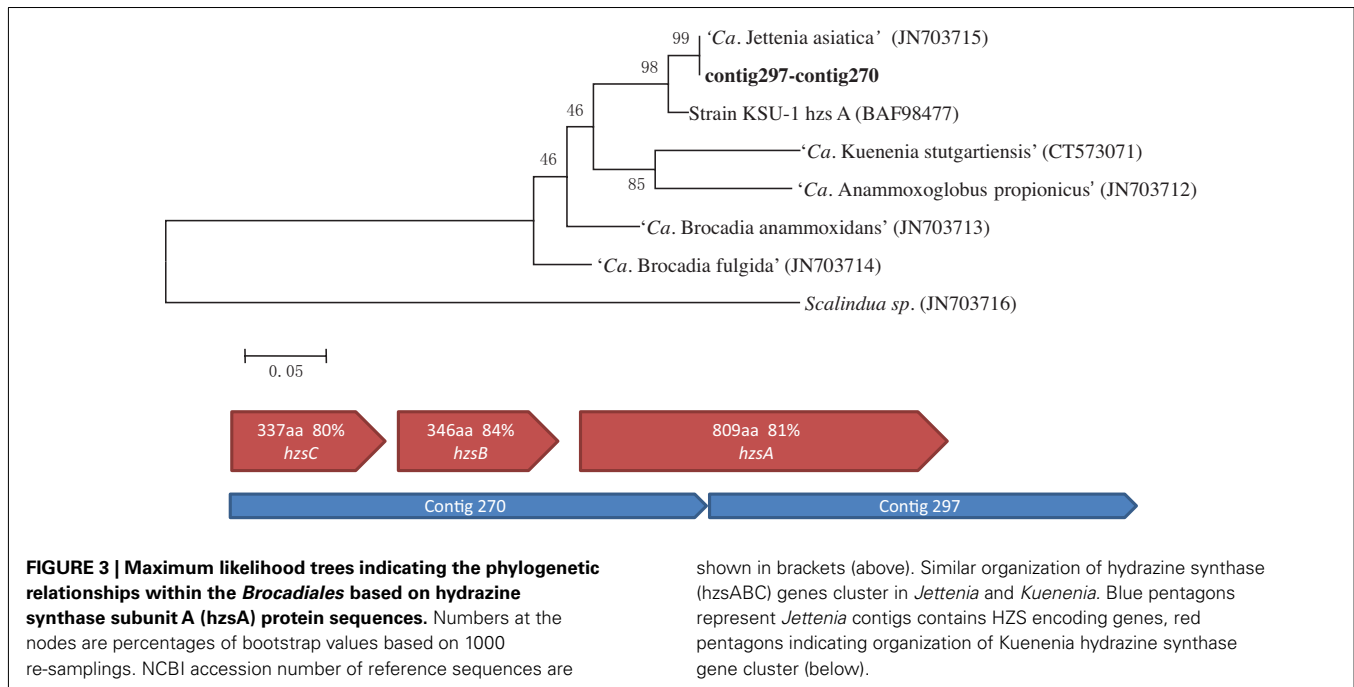 99
'Ca. Jettenia asiatica' (JN703715)
98
contig297-contig270
46
Strain KSU-1 hzs A (BAF98477)
46
'Ca. Kuenenia stutgartiensis' (CT573071)
85
'Ca. Anammoxoglobus propionicus' (JN703712)
'Ca. Brocadia anammoxidans' (JN703713)
'Ca. Brocadia fulgida' (JN703714)
Scalindua sp. (JN703716)
0.05
337aa 80%
hzsC
346aa 84%
hzsB
809aa 81%
hzsA
Contig 270
Contig 297
FIGURE 3 | Maximum likelihood trees indicating the phylogenetic
relationships within the Brocadiales based on hydrazine
synthase subunit A (hzsA) protein sequences. Numbers at the
nodes are percentages of bootstrap values based on 1000
re-samplings. NCBI accession number of reference sequences are
shown in brackets (above). Similar organization of hydrazine synthase
(hzsABC) genes cluster in Jettenia and Kuenenia. Blue pentagons
represent Jettenia contigs contains HZS encoding genes, red
pentagons indicating organization of Kuenenia hydrazine synthase
gene cluster (below).